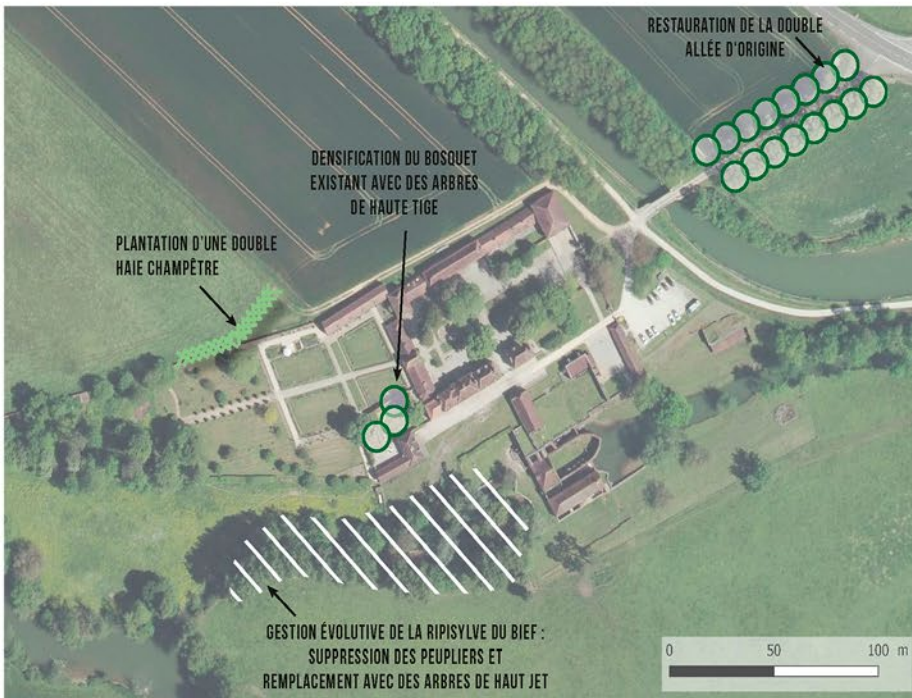 RESTAURATION DE LA DOUBLE
ALLÉE D'ORIGINE
DENSIFICATION DU BOSQUET
EXISTANT AVEC DES ARBRES
DE HAUTE TIGE
PLANTATION D'UNE DOUBLE
HAIE CHAMPÊTRE
GESTION ÉVOLUTIVE DE LA RIPISYLVE DU BIEF :
SUPPRESSION DES PEUPLIERS ET
REMPLACEMENT AVEC DES ARBRES DE HAUT JET
0 50 100 m